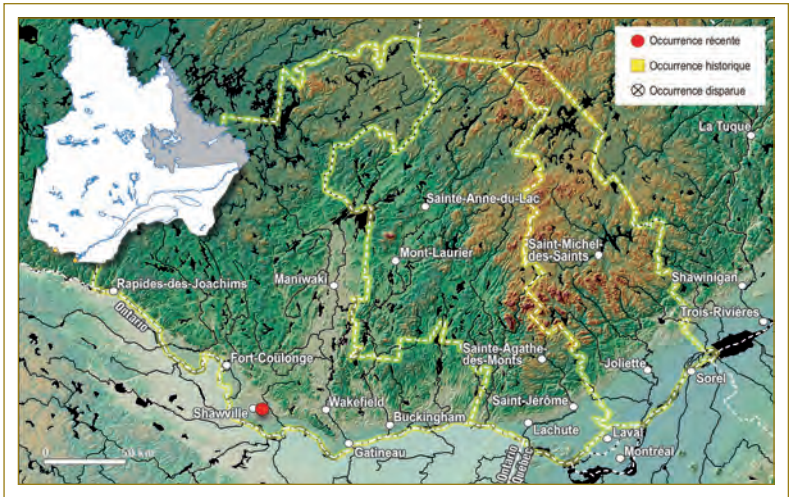 Occurrence récente
Occurrence historique
Occurrence disparue
La Tuque
Sainte-Anne-du-Lac
Saint-Michel-
des-Saints
Mont-Laurier
Maniwaki
Rapides-des-Joachims
Shawinigan
Trois-Rivières
Ontario
Fort-Coulonge
Sainte-Agathe-
des-Monts
Joliette
Sorel
Shawville
Wakefield
Buckingham
Saint-Jérôme
Lachute
Laval
Gatineau
Montréal
Ontario
Québec
0 50 km